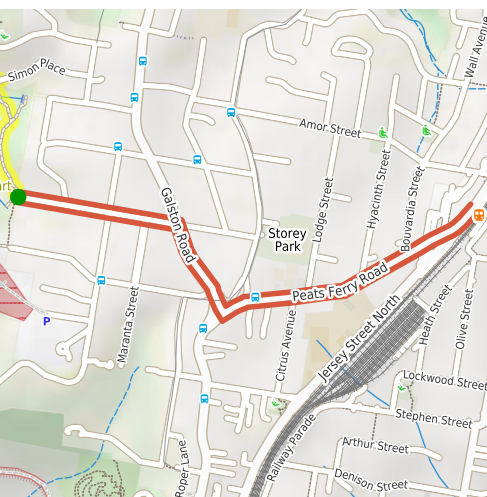 Simon Place
Wall Avenue
Amor Street
art
Galston Road
Lodge Street
Hyacinth Street
Bouvardia Street
Storey
Park
Peats Ferry Road
P
Maranta Street
Citrus Avenue
Jersey Street North
Heath Street
Olive Street
Lockwood Street
Stephen Street
Arthur Street
Railway Parade
Roper Lane
Denison Street